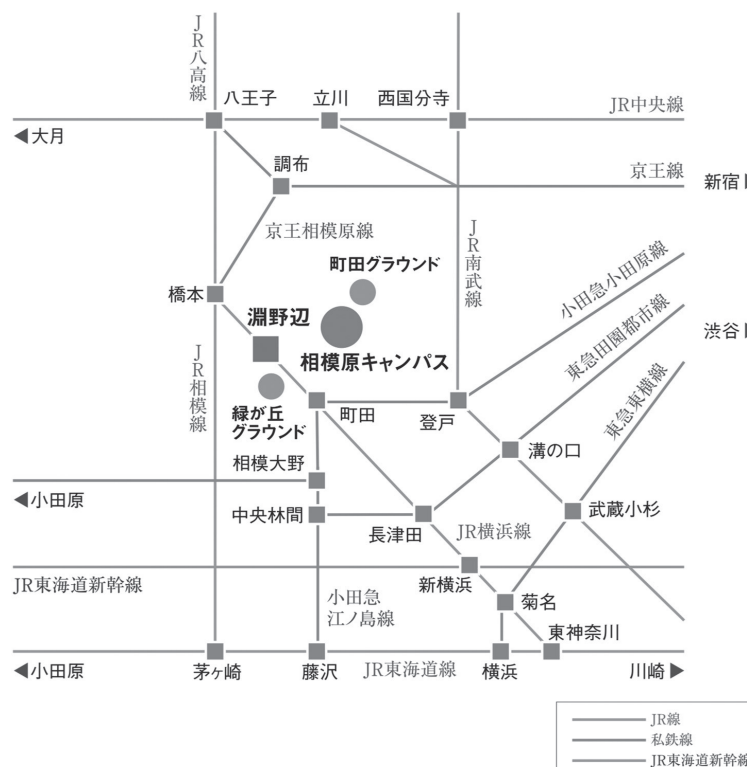 JR八高線
八王子
立川
西国分寺
JR中央線
◀大月
調布
京王線
新宿
京王相模原線
JR南武線
町田グラウンド
小田急小田原線
橋本
淵野辺
相模原キャンパス
東急田園都市線
渋谷
JR相模線
東急東横線
緑が丘
グラウンド
町田
登戸
溝の口
相模大野
◀小田原
中央林間
長津田
JR横浜線
武蔵小杉
JR東海道新幹線
新横浜
小田急
江ノ島線
菊名
東神奈川
◀小田原
茅ヶ崎
藤沢
JR東海道線
横浜
川崎▶
JR線
私鉄線
JR東海道新幹線